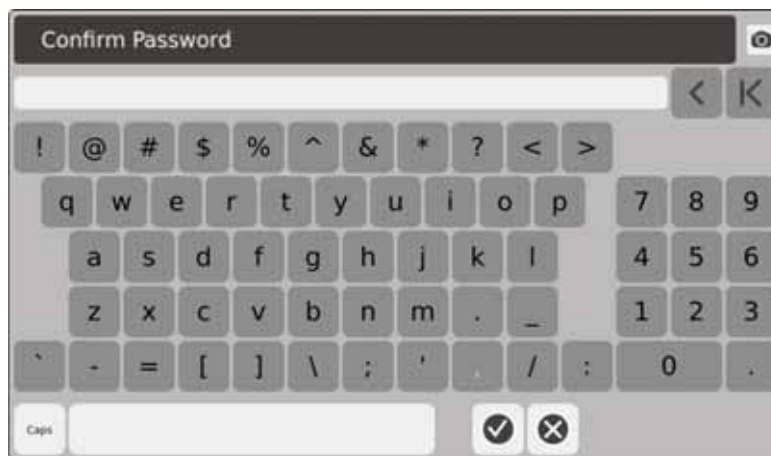 Confirm Password
! @ # $ % ^ & * ? < >
q w e r t y u i o p 7 8 9
a s d f g h j k l 4 5 6
z x c v b n m . _ 1 2 3
` - = [ ] \ ; ' , / : 0 .
Caps